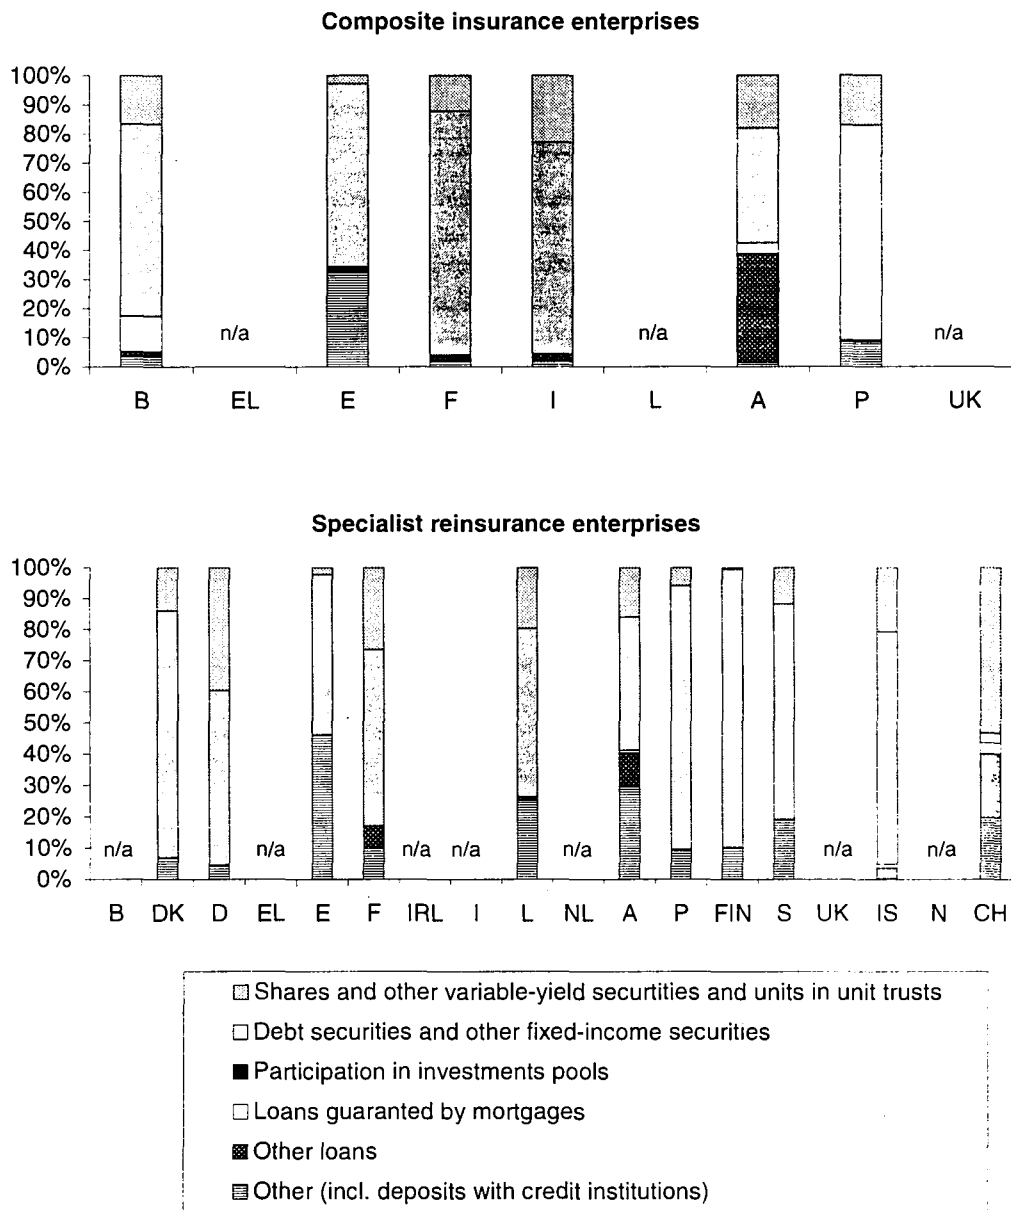 Composite insurance enterprises
100%
90%
80%
70%
60%
50%
40%
30%
20%
10%
0%
n/a n/a n/a
B EL E F I L A P UK
Specialist reinsurance enterprises
100%
90%
80%
70%
60%
50%
40%
30%
20%
10%
0%
n/a n/a n/a n/a n/a n/a n/a
B DK D EL E F IRL I L NL A P FIN S UK IS N CH
Shares and other variable-yield securtities and units in unit trusts
Debt securities and other fixed-income securities
Participation in investments pools
Loans guaranted by mortgages
Other loans
Other (incl. deposits with credit institutions)